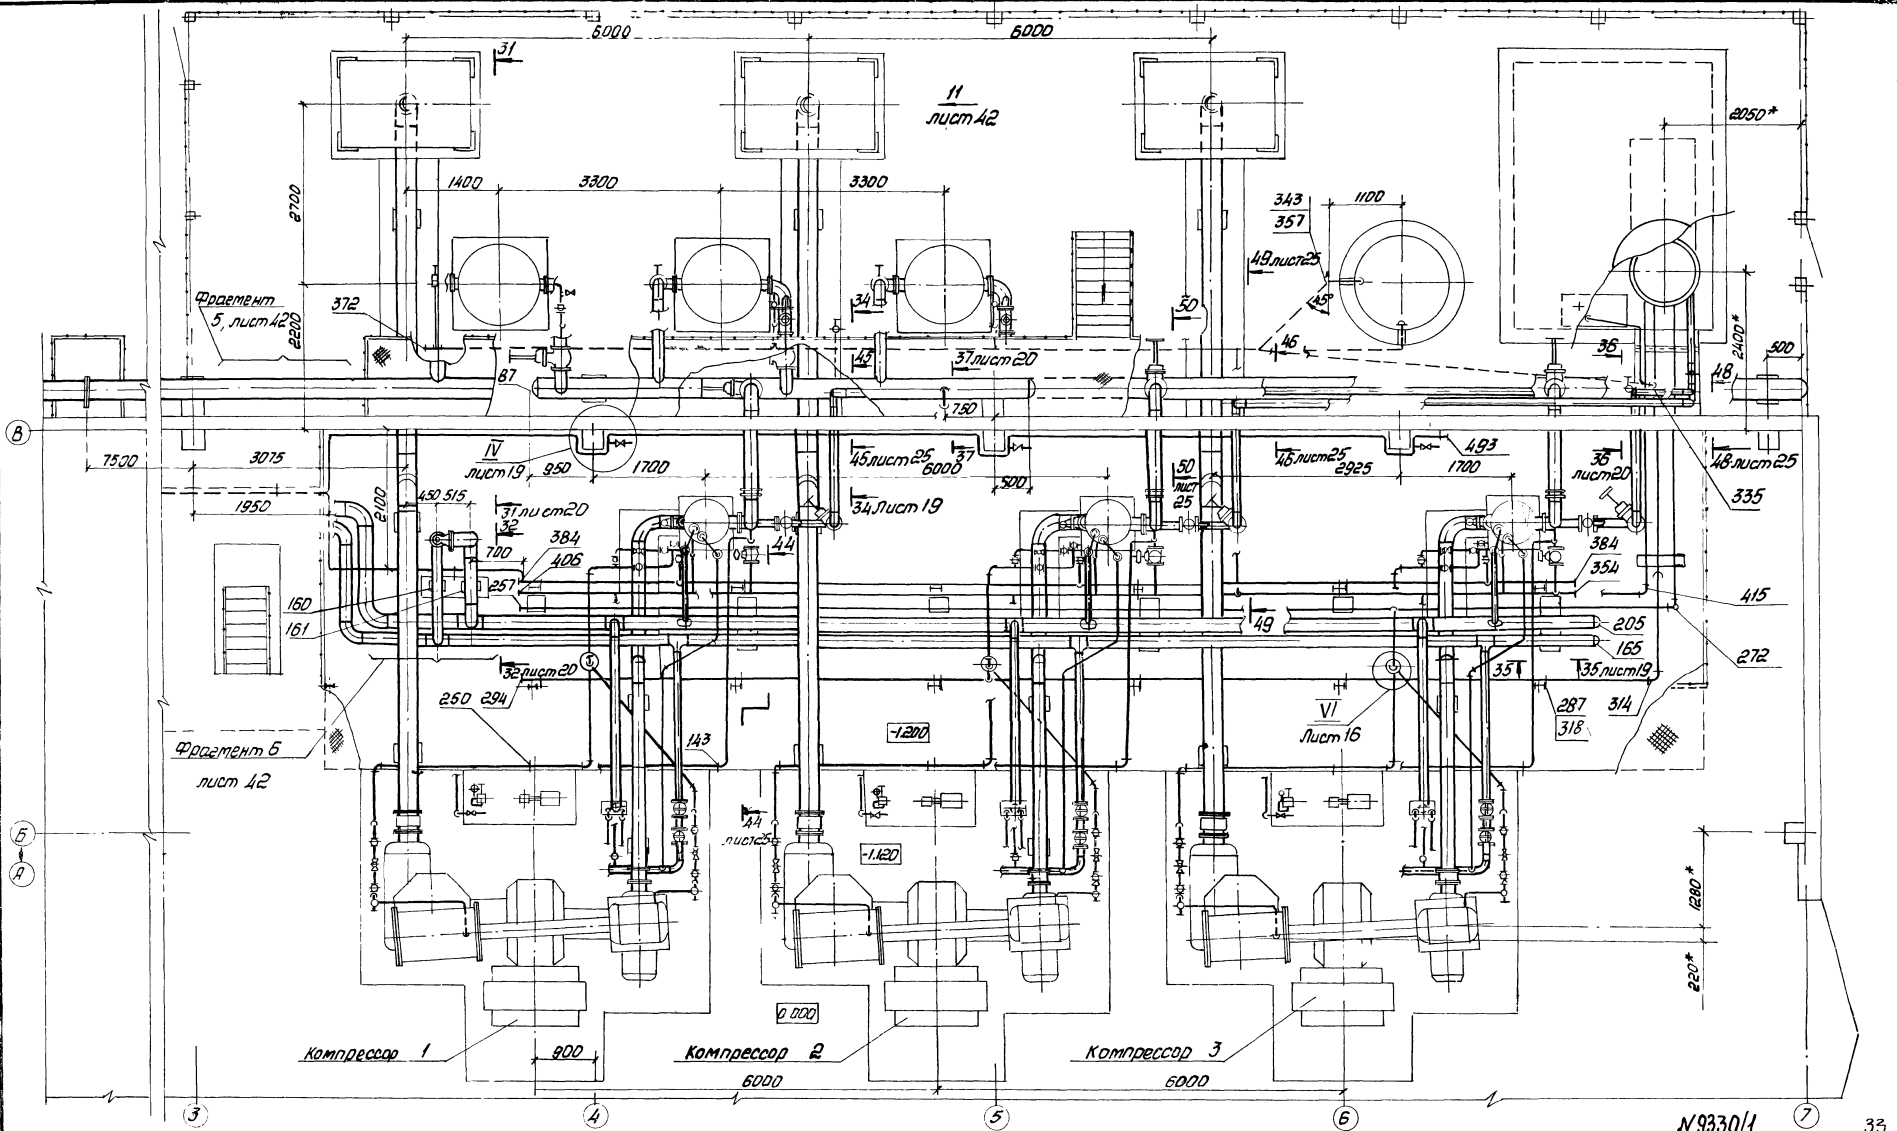 6000
6000
31
11
лист 42
2050*
1400
3300
3300
2700
343
357
1100
49 лист 25
45°
Фрагмент
5, лист 42
372
2200
34
50
46
36
2400*
500
45
37 лист 20
48
87
750
В
IV
лист 19
7500
3075
950
1700
45 лист 25
37
6000
500
50
лист
25
46 лист 25
2925
493
1700
36
лист 20
48 лист 25
335
1950
2100
450
515
31 лист 20
32
34 лист 19
700
384
406
44
384
354
257
160
161
415
49
205
165
272
32 лист 20
35
35 лист 19
250
294
VI
Лист 16
287
318
314
-1.200
143
Фрагмент 6
лист 42
44
лист 25
Б
А
-1.120
1280*
220*
0.000
Компрессор 1
Компрессор 2
Компрессор 3
900
6000
6000
3
4
5
6
7
N9330/1
33